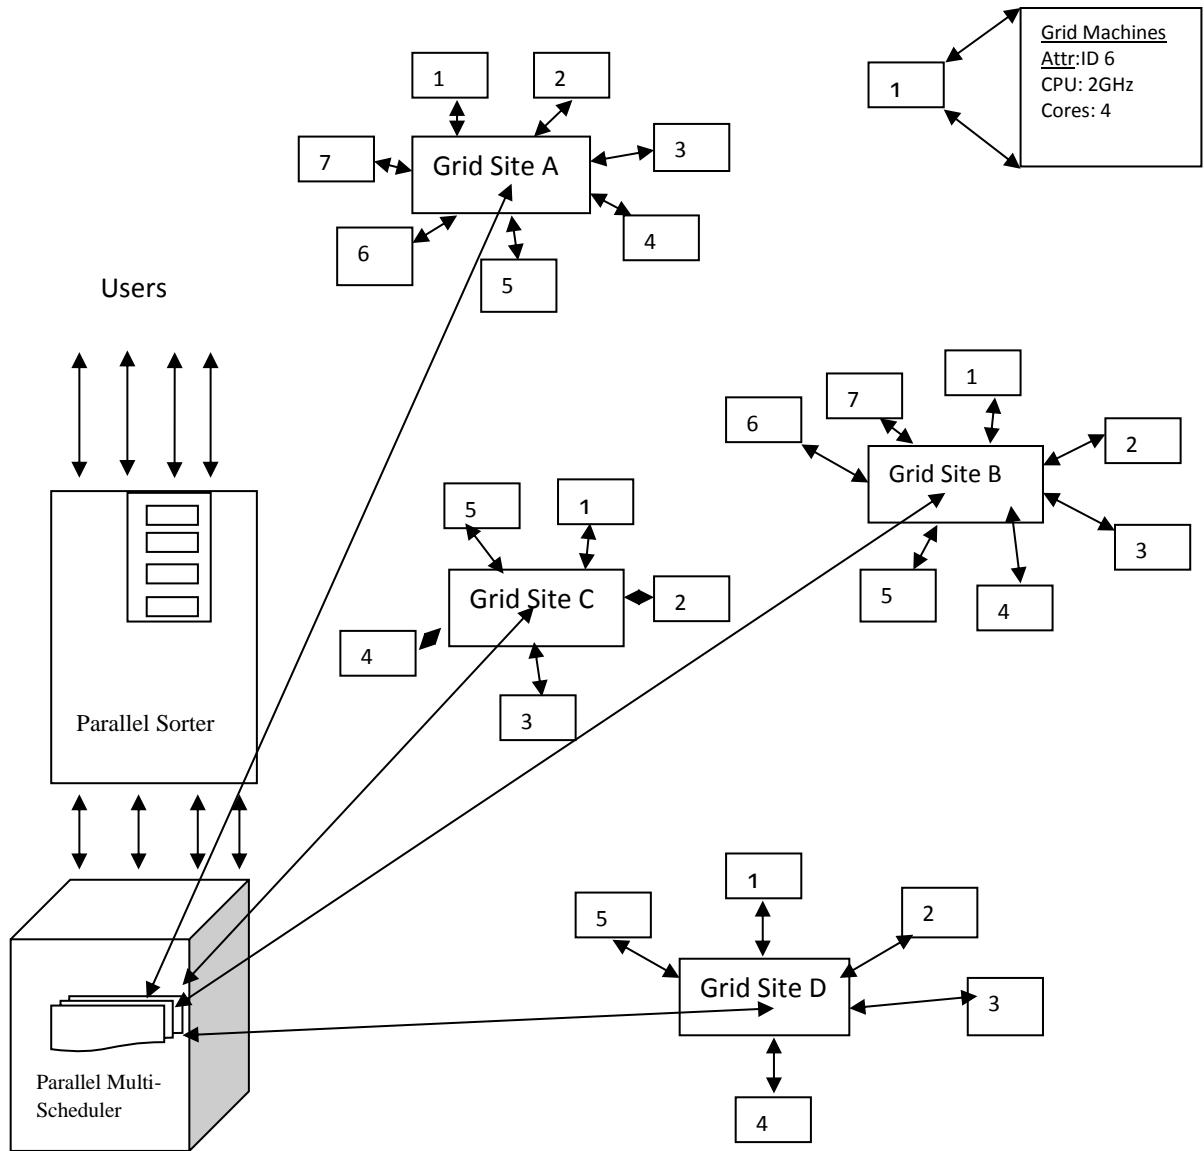 Grid Machines
Attr:ID 6
CPU: 2GHz
Cores: 4
1
1
2
3
4
5
6
7
Grid Site A
Users
1
2
3
4
5
6
7
Grid Site B
1
2
3
4
5
Grid Site C
Parallel Sorter
1
2
3
4
5
Grid Site D
Parallel Multi-
Scheduler